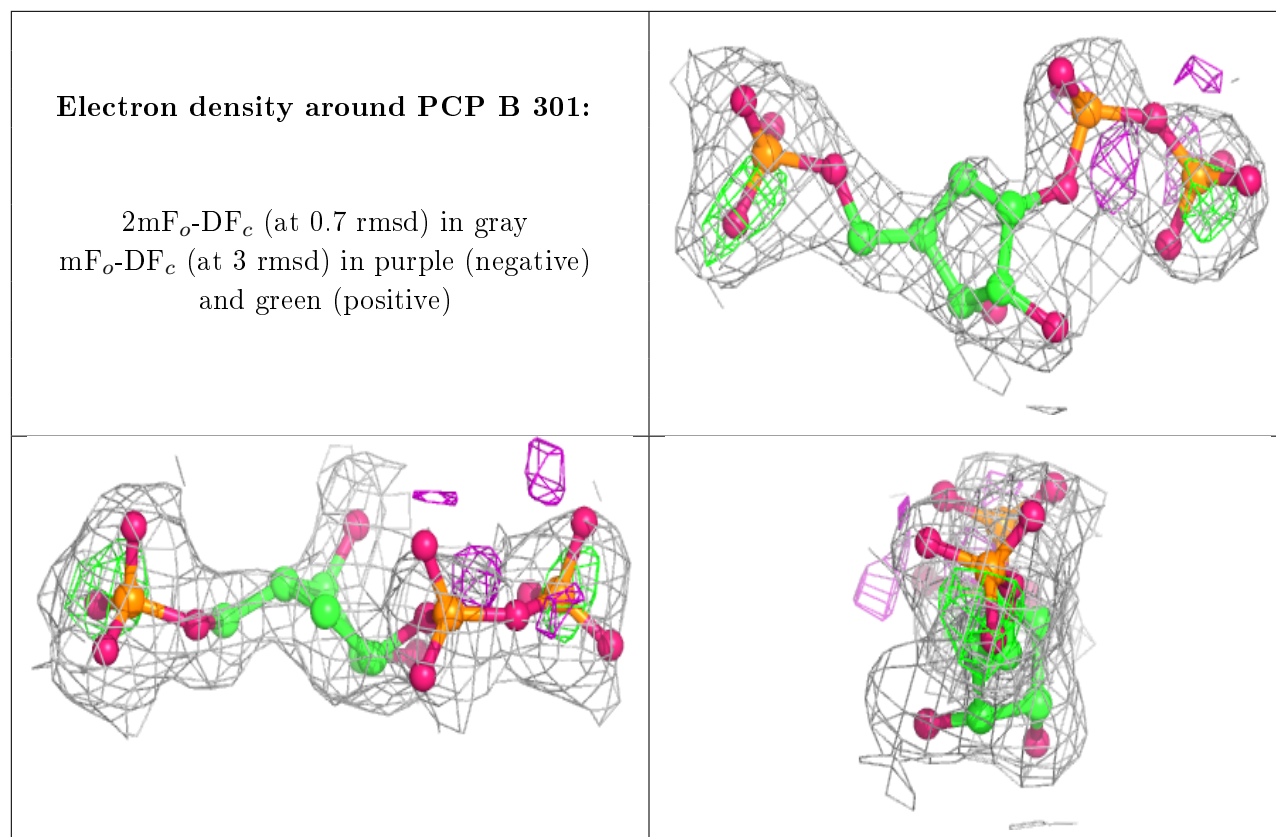 Electron density around PCP B 301:
2mFo-DFc (at 0.7 rmsd) in gray
mFo-DFc (at 3 rmsd) in purple (negative)
and green (positive)